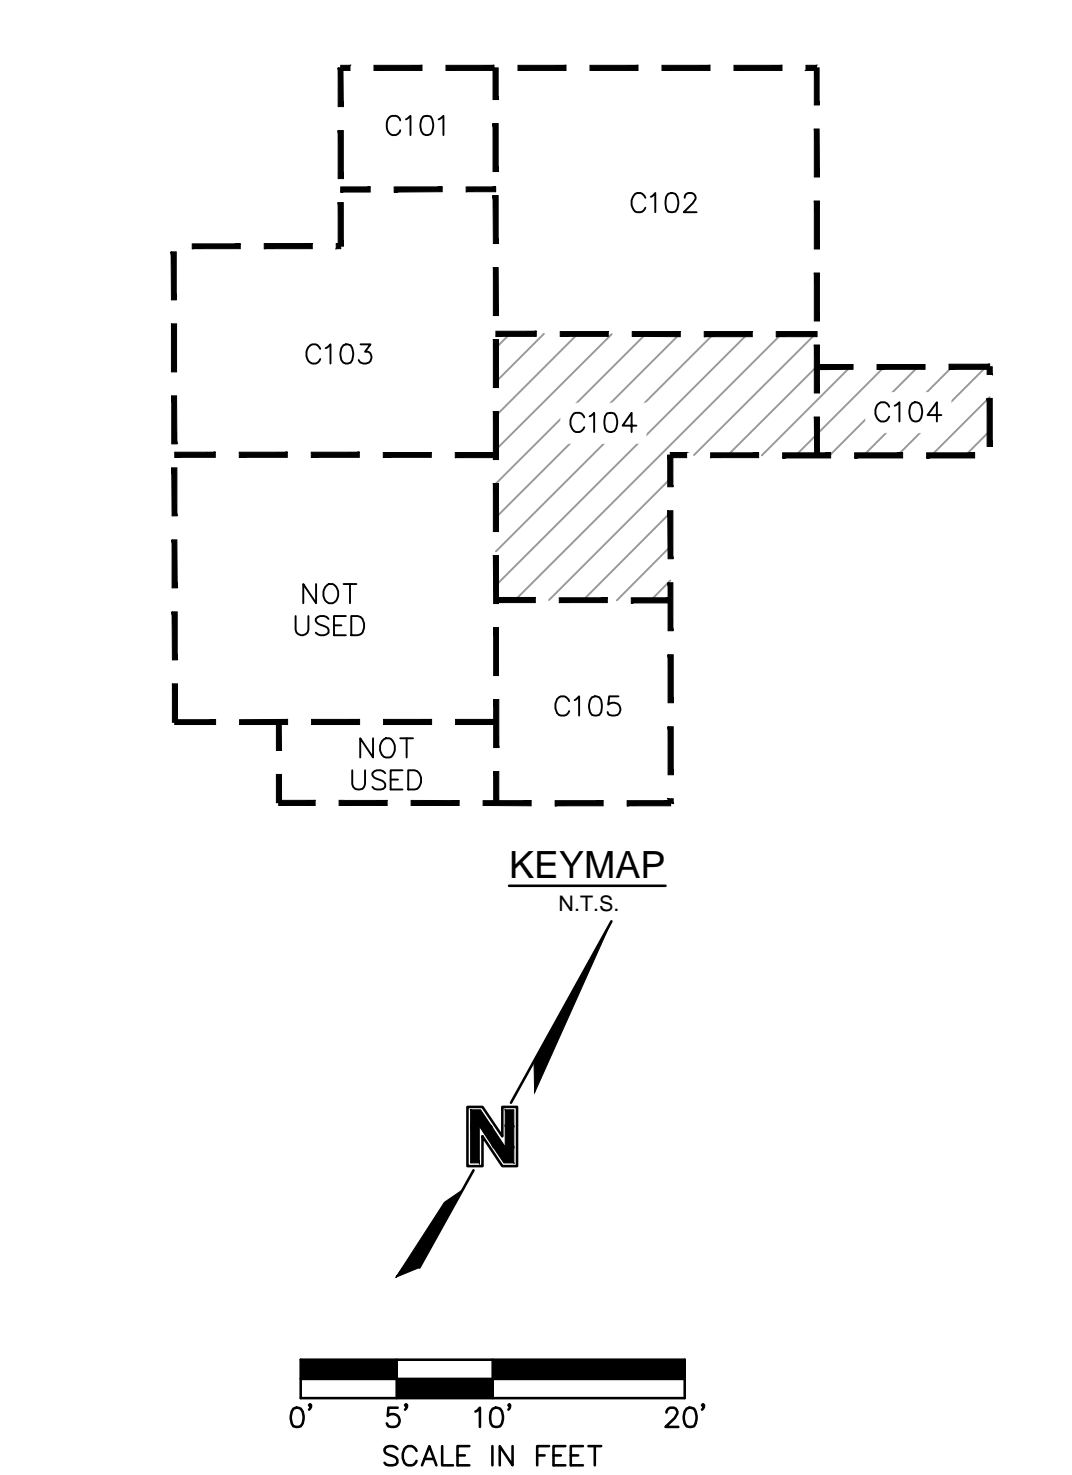 C101
C102
C103
C104
C104
NOT
USED
C105
NOT
USED
KEYMAP
N.T.S.
N
0' 5' 10' 20'
SCALE IN FEET